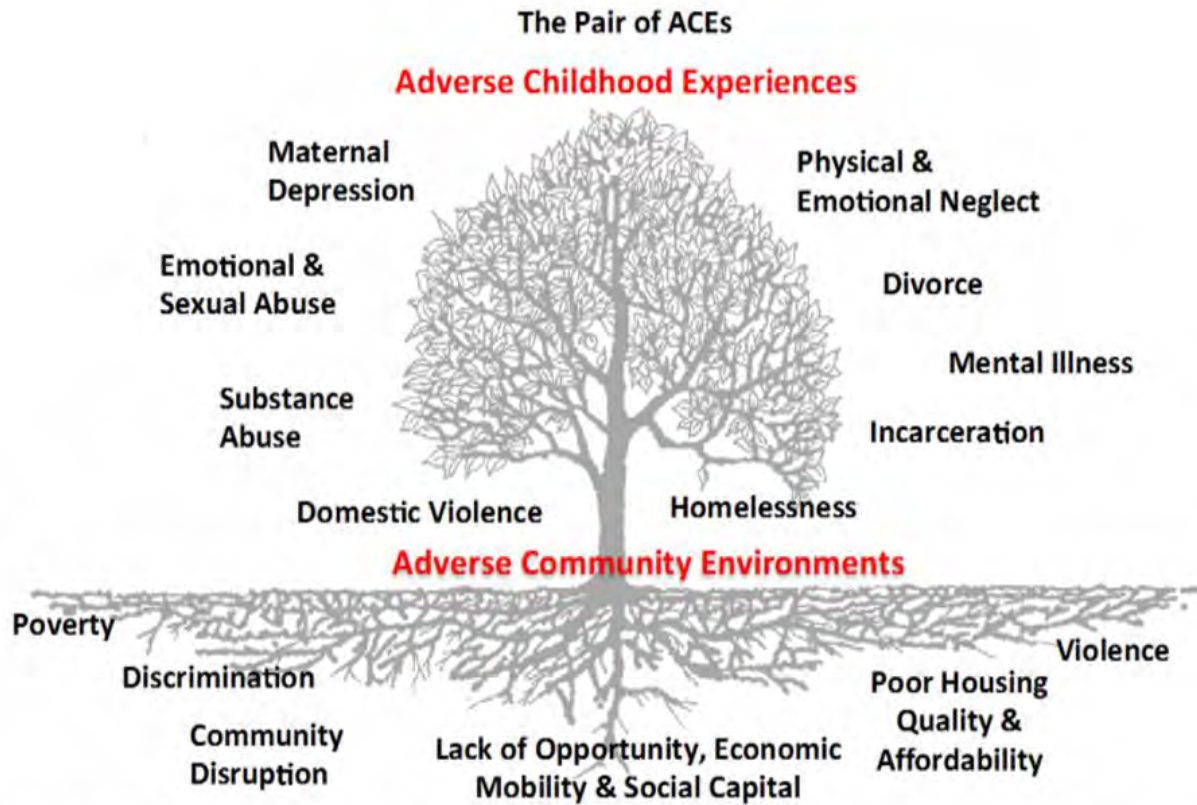 The Pair of ACEs
Adverse Childhood Experiences
Maternal
Depression
Physical &
Emotional Neglect
Emotional &
Sexual Abuse
Divorce
Mental Illness
Substance
Abuse
Incarceration
Domestic Violence
Homelessness
Adverse Community Environments
Poverty
Violence
Discrimination
Poor Housing
Quality &
Affordability
Community
Disruption
Lack of Opportunity, Economic
Mobility & Social Capital